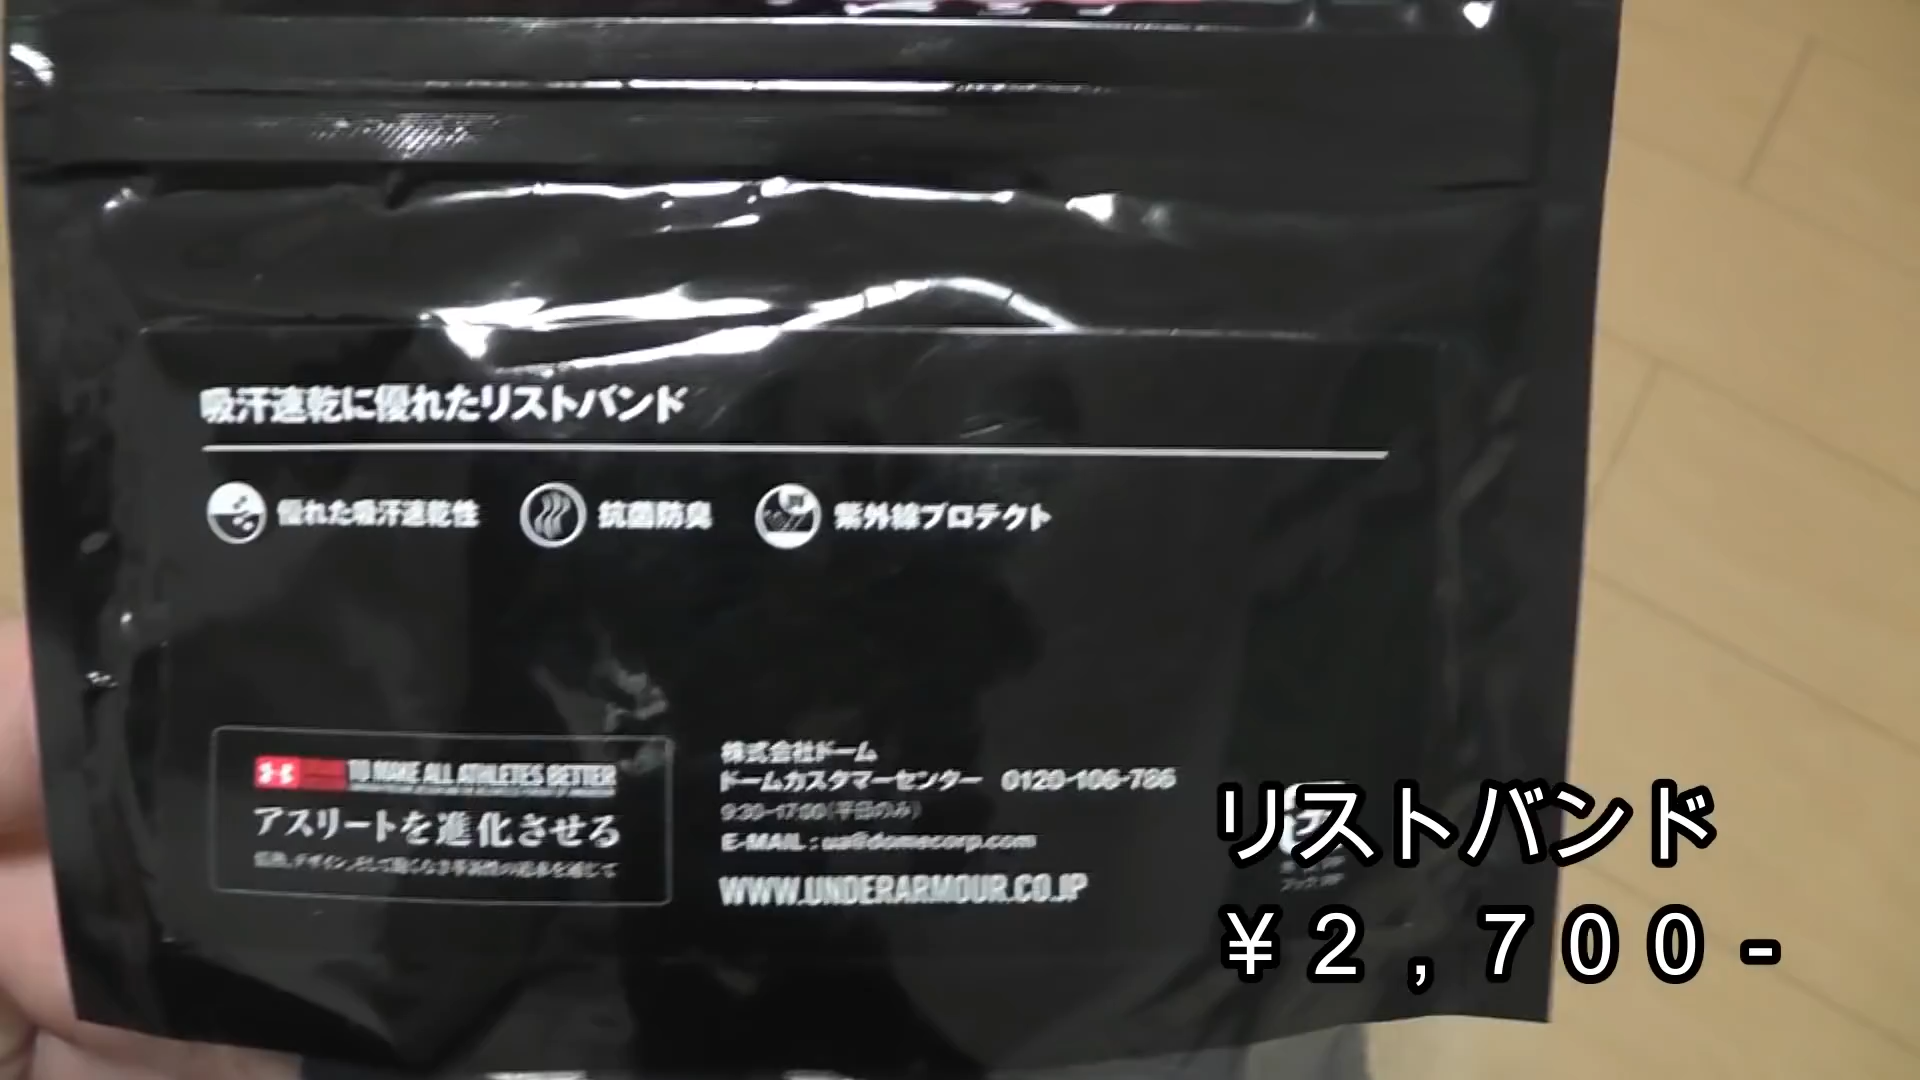 吸汗速乾に優れたリストバンド
優れた吸汗速乾性 抗菌防臭 紫外線プロテクト
TO MAKE ALL ATHLETES BETTER
アスリートを進化させる
株式会社ドーム
ドームカスタマーセンター 0120-106-786
9:30-17:00(平日のみ)
E-MAIL : ua@domecorp.com
WWW.UNDERARMOUR.CO.JP
リストバンド
￥２，７００-